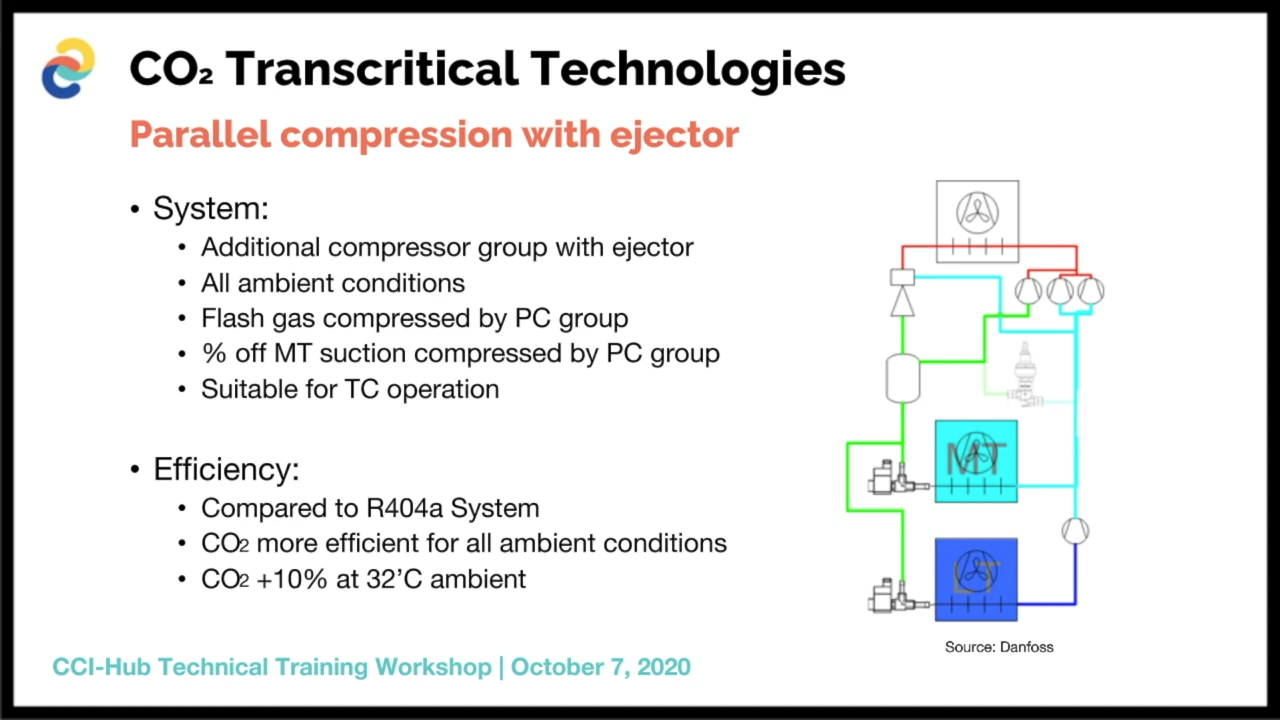 CO₂ Transcritical Technologies
Parallel compression with ejector
• System:
• Additional compressor group with ejector
• All ambient conditions
• Flash gas compressed by PC group
• % off MT suction compressed by PC group
• Suitable for TC operation
• Efficiency:
• Compared to R404a System
• CO₂ more efficient for all ambient conditions
• CO₂ +10% at 32'C ambient
MT
LT
Source: Danfoss
CCI-Hub Technical Training Workshop | October 7, 2020